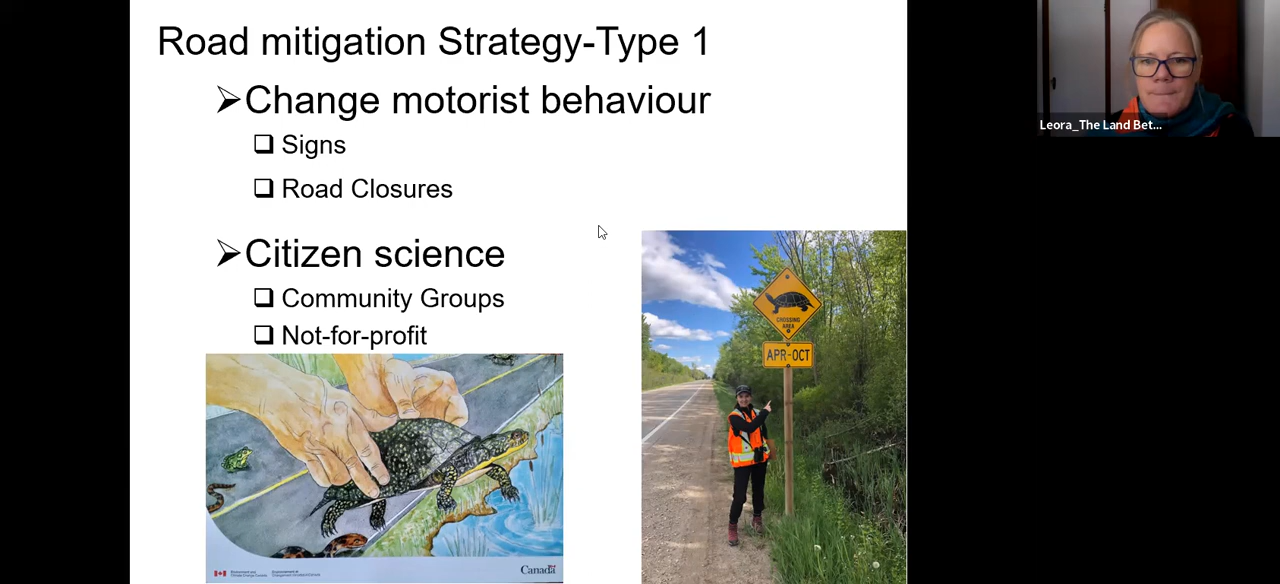 Road mitigation Strategy-Type 1
Change motorist behaviour
Signs
Road Closures
Citizen science
Community Groups
Not-for-profit
CROSSING
AREA
APR-OCT
Canada
Leora_The Land Bet...